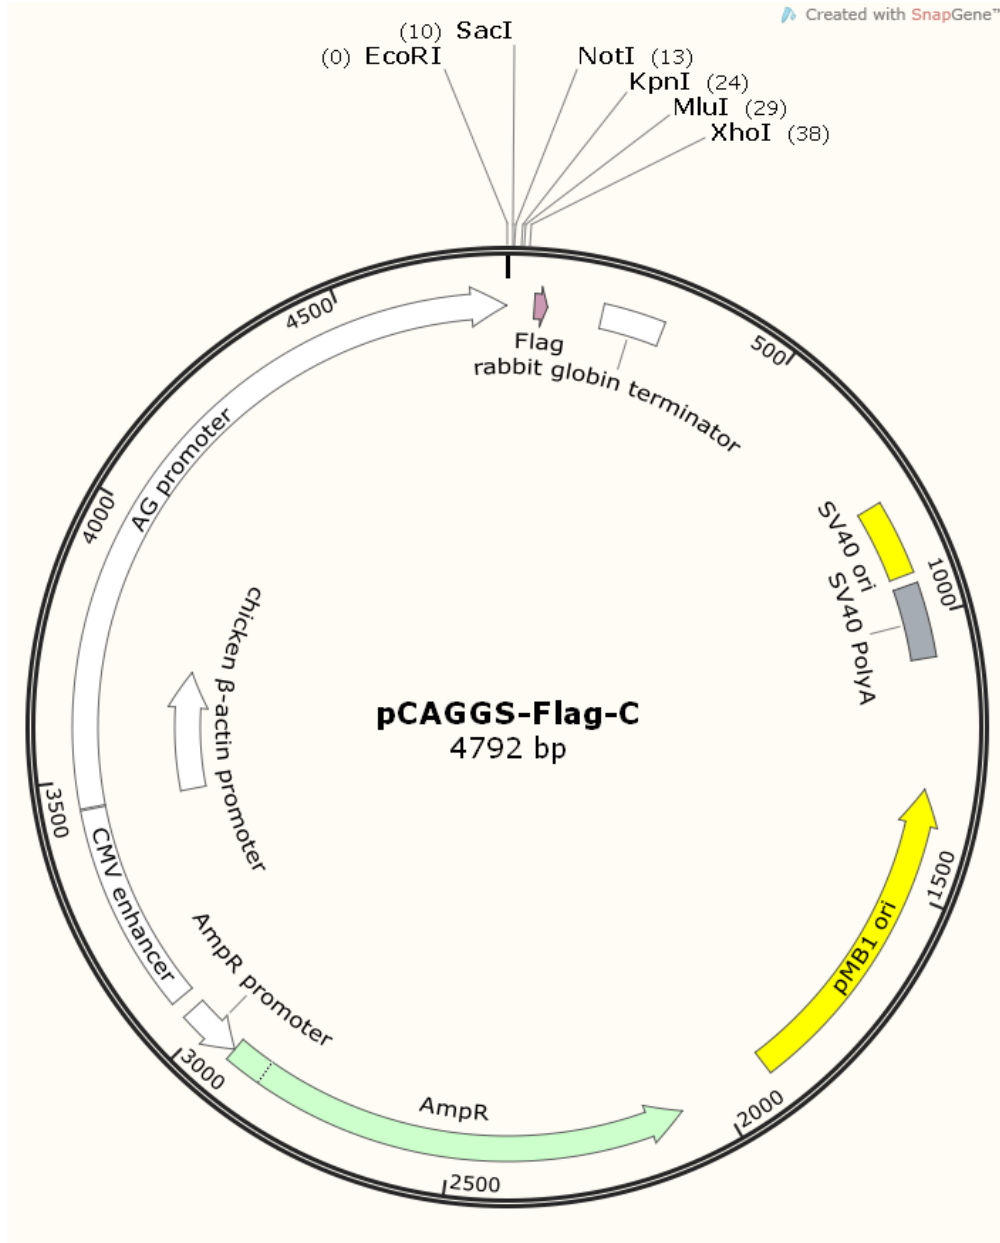 Created with SnapGene™
(10) SacI
(0) EcoRI
NotI (13)
KpnI (24)
MluI (29)
XhoI (38)
4500
Flag
rabbit globin terminator
500
AG promoter
4000
SV40 ori
1000
SV40 PolyA
chicken β-actin promoter
pCAGGS-Flag-C
4792 bp
3500
CMV enhancer
1500
pMB1 ori
AmpR promoter
3000
AmpR
2000
2500